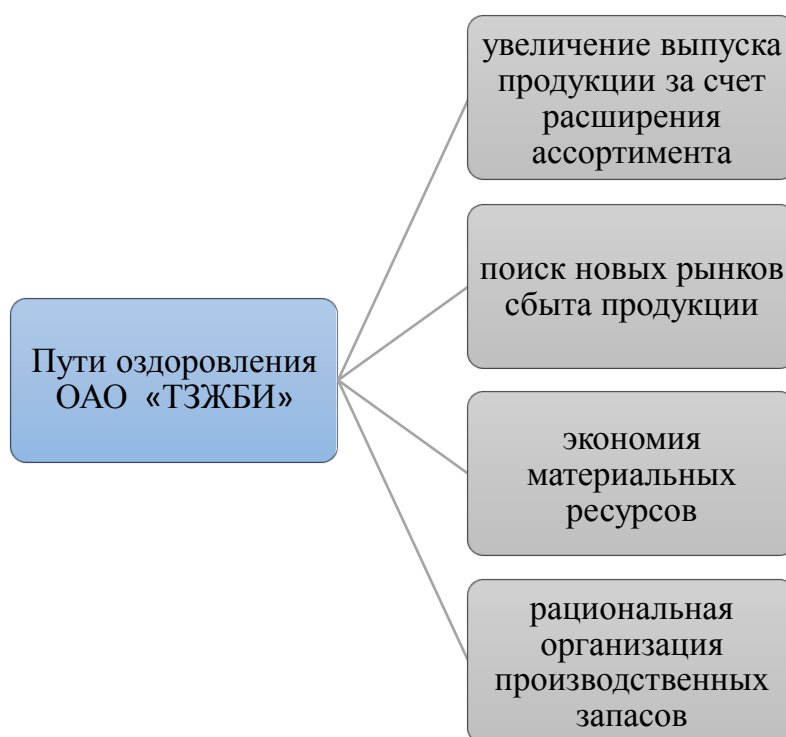 увеличение выпуска
продукции за счет
расширения
ассортимента
поиск новых рынков
сбыта продукции
Пути оздоровления
ОАО «ТЗЖБИ»
экономия
материальных
ресурсов
рациональная
организация
производственных
запасов